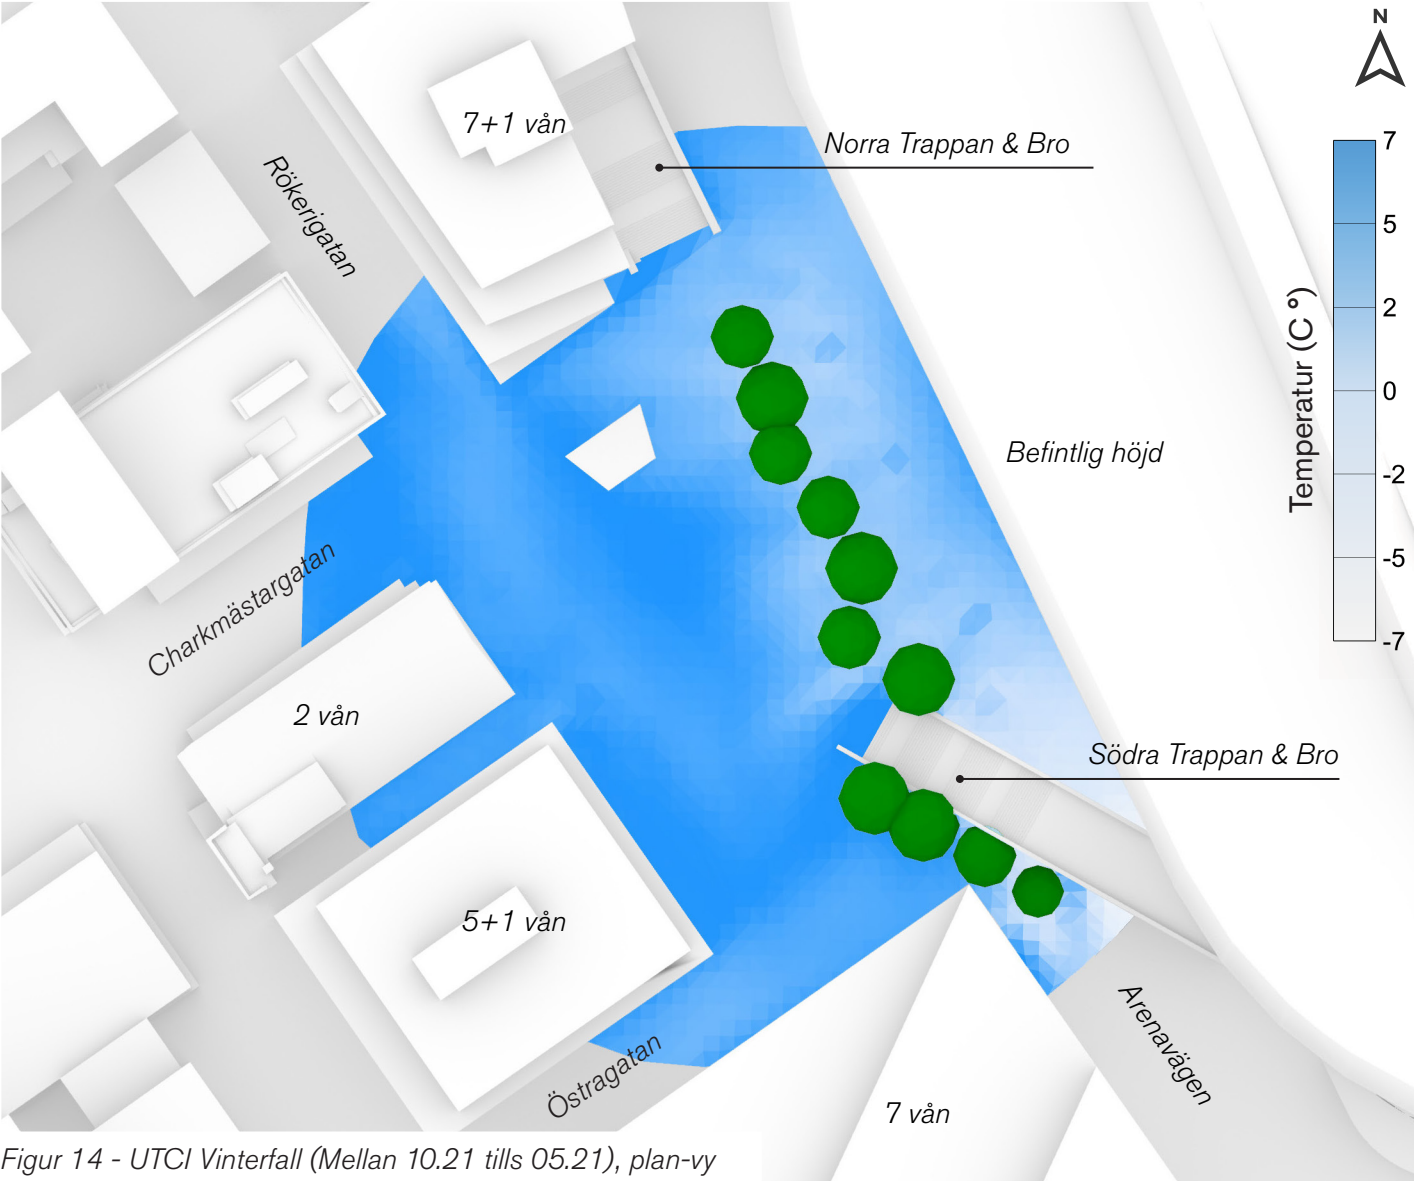 N
7+1 vån
Norra Trappan & Bro
7
Rökerigatan
5
2
Temperatur (C °)
0
Befintlig höjd
-2
-5
Charkmästargatan
-7
2 vån
Södra Trappan & Bro
5+1 vån
Arenavägen
Östragatan
7 vån
Figur 14 - UTCI Vinterfall (Mellan 10.21 tills 05.21), plan-vy